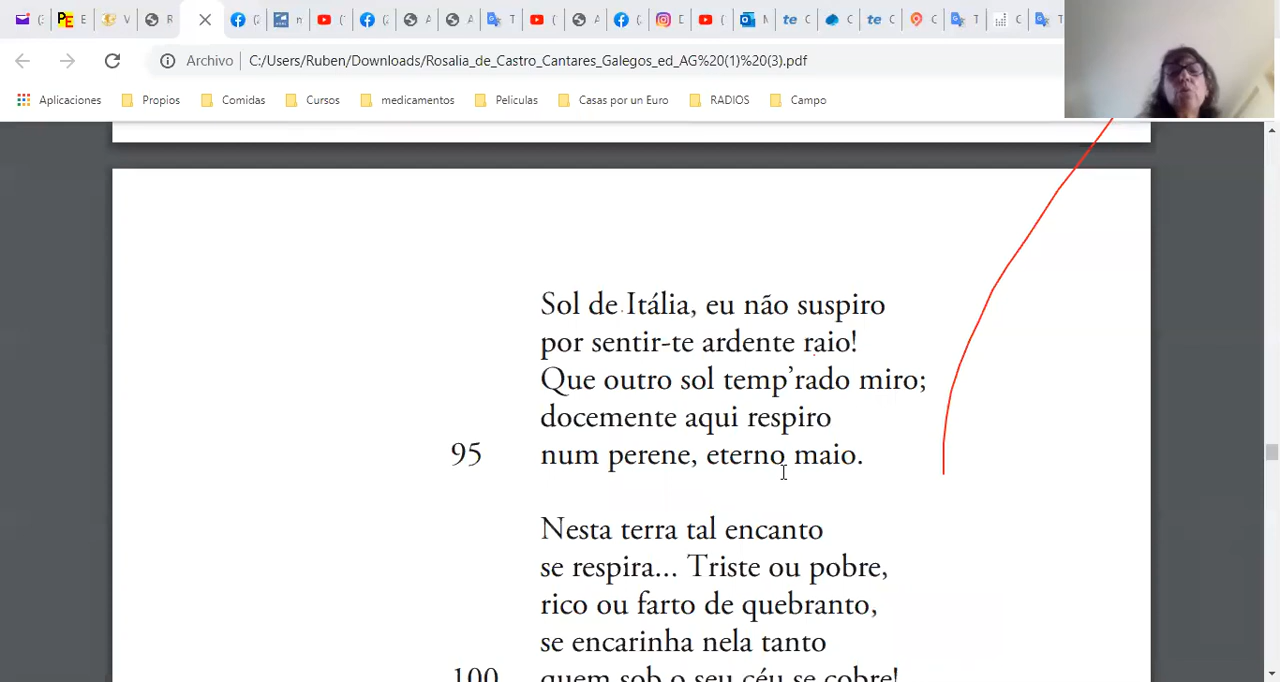 Archivo C:/Users/Ruben/Downloads/Rosalia_de_Castro_Cantares_Galegos_ed_AG%20(1)%20(3).pdf
Aplicaciones Propios Comidas Cursos medicamentos Peliculas Casas por un Euro RADIOS Campo
Sol de Itália, eu não suspiro
por sentir-te ardente raio!
Que outro sol temp’rado miro;
docemente aqui respiro
95 num perene, eterno maio.
Nesta terra tal encanto
se respira... Triste ou pobre,
rico ou farto de quebranto,
se encarinha nela tanto
100 quem sob o seu céu se cobre!